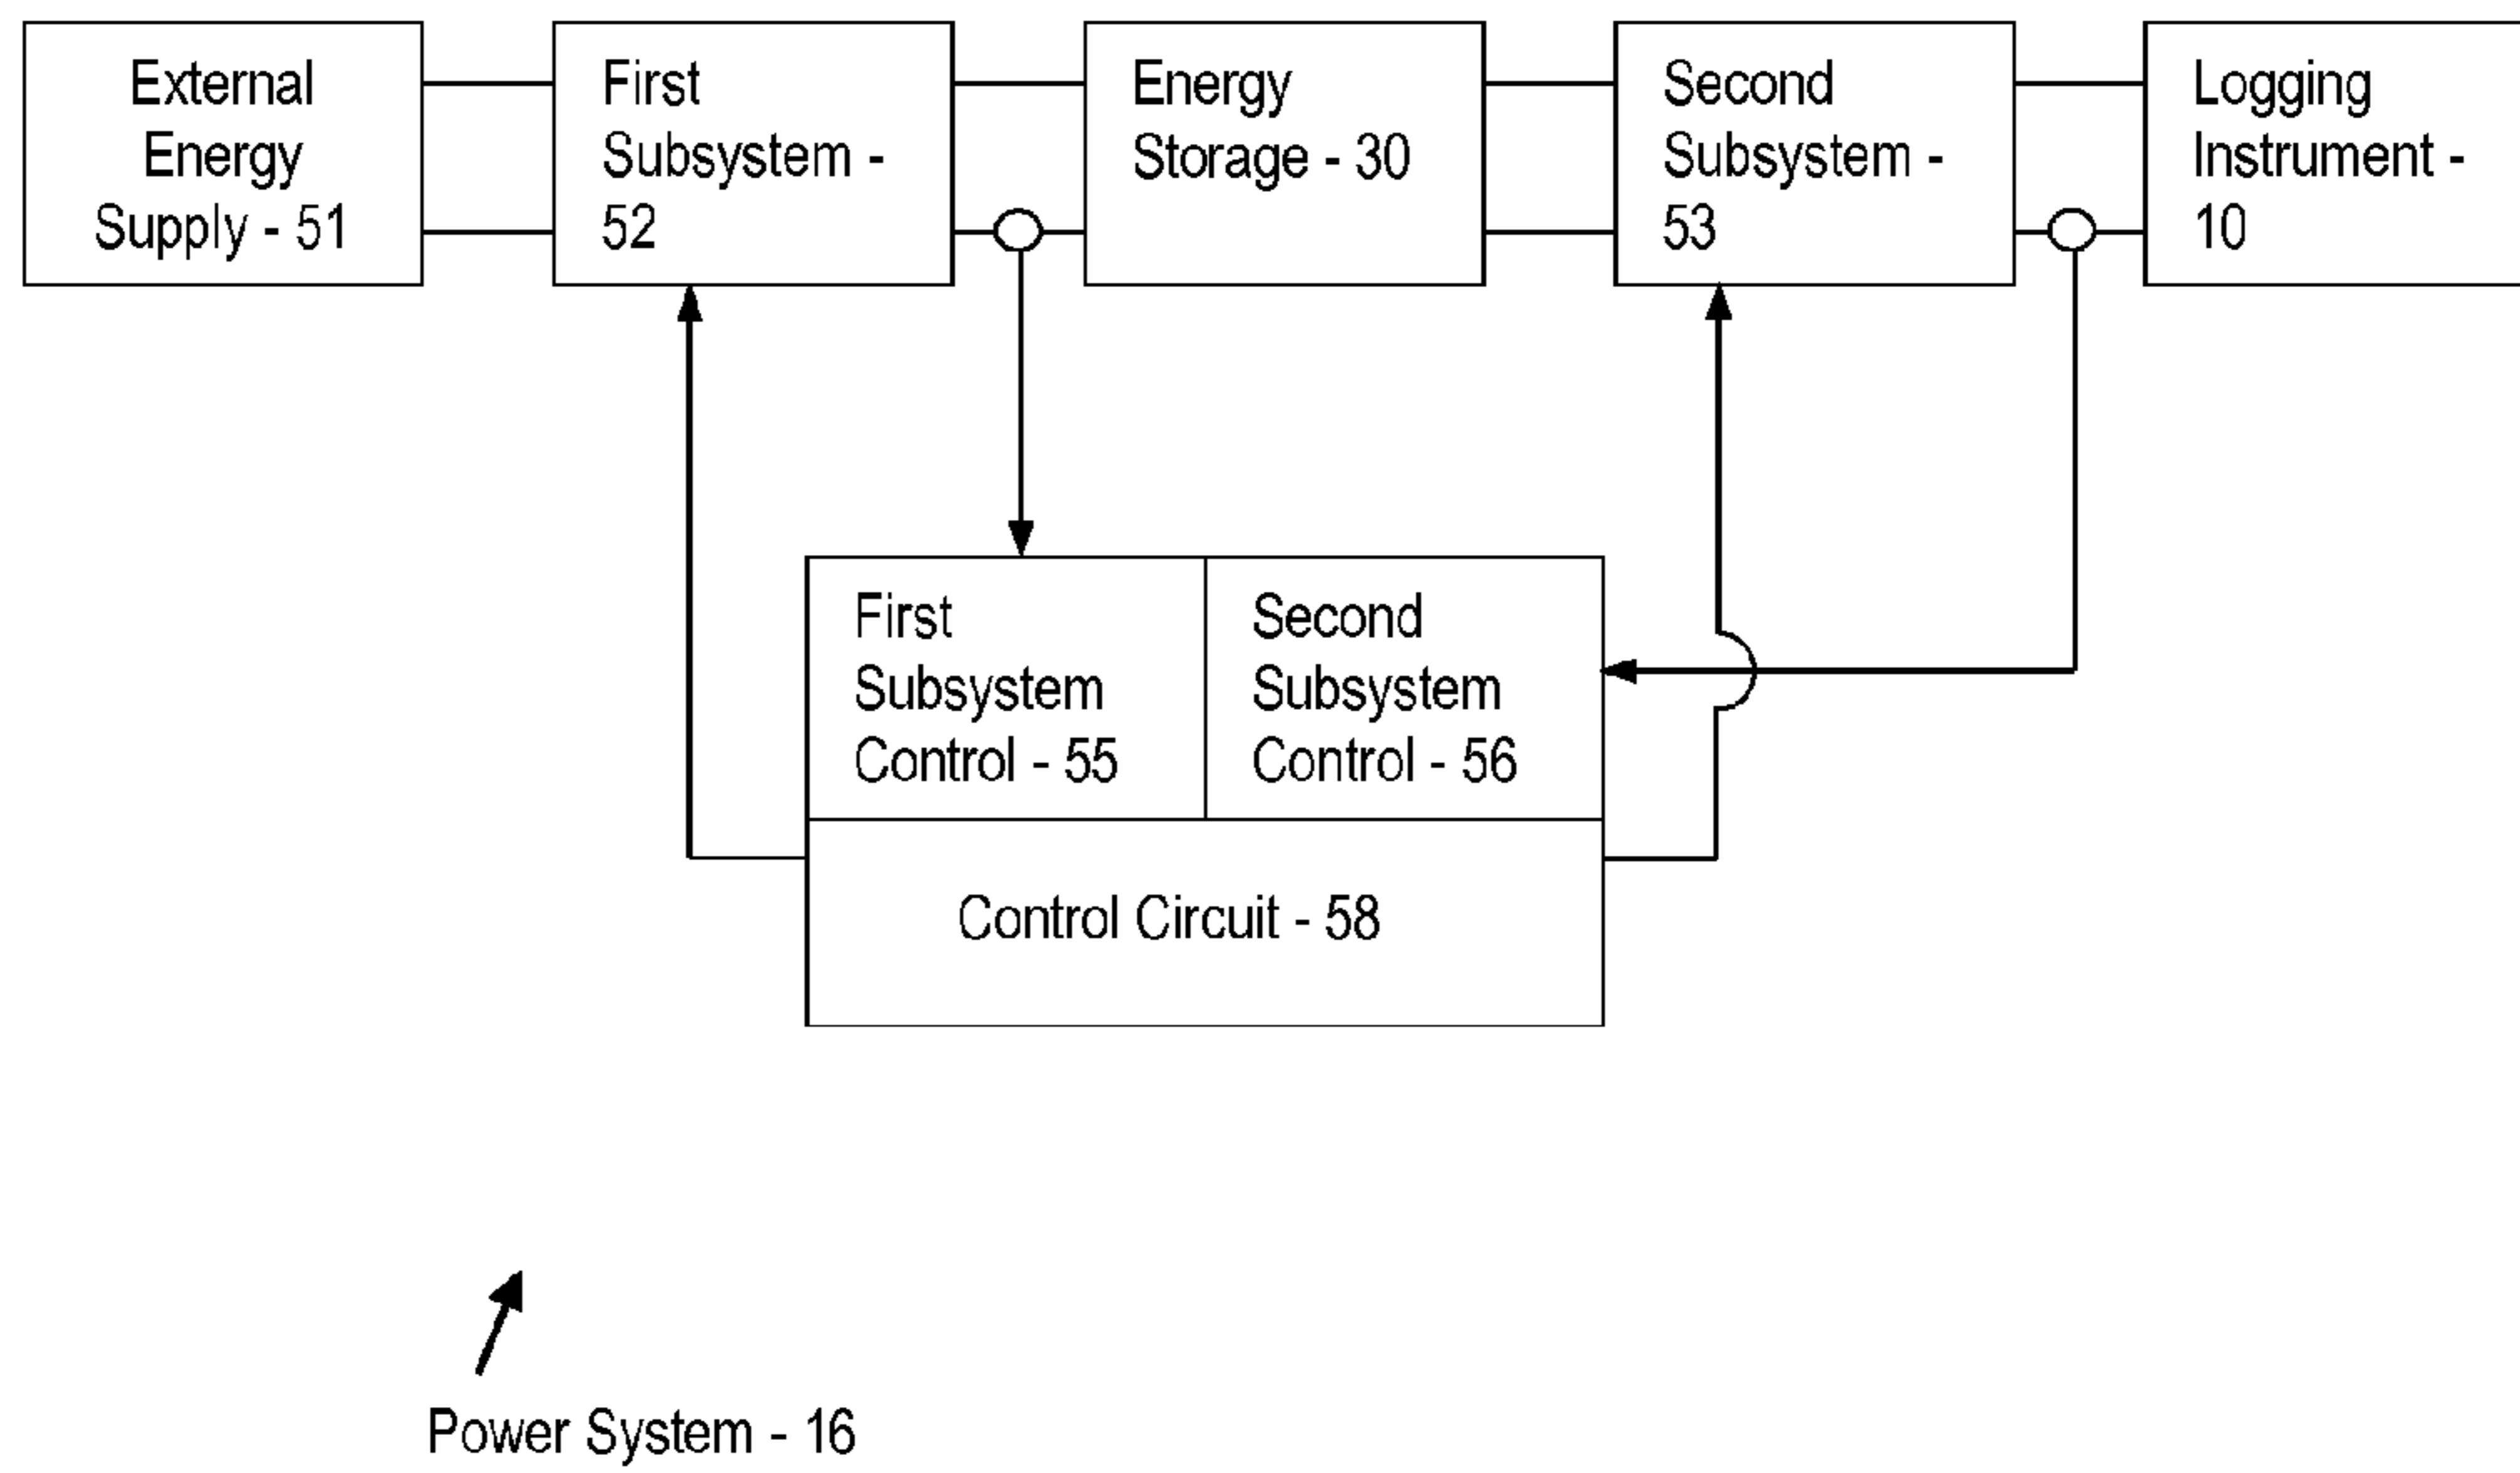 External
Energy
Supply - 51
First
Subsystem -
52
Energy
Storage - 30
Second
Subsystem -
53
Logging
Instrument -
10
First
Subsystem
Control - 55
Second
Subsystem
Control - 56
Control Circuit - 58
Power System - 16